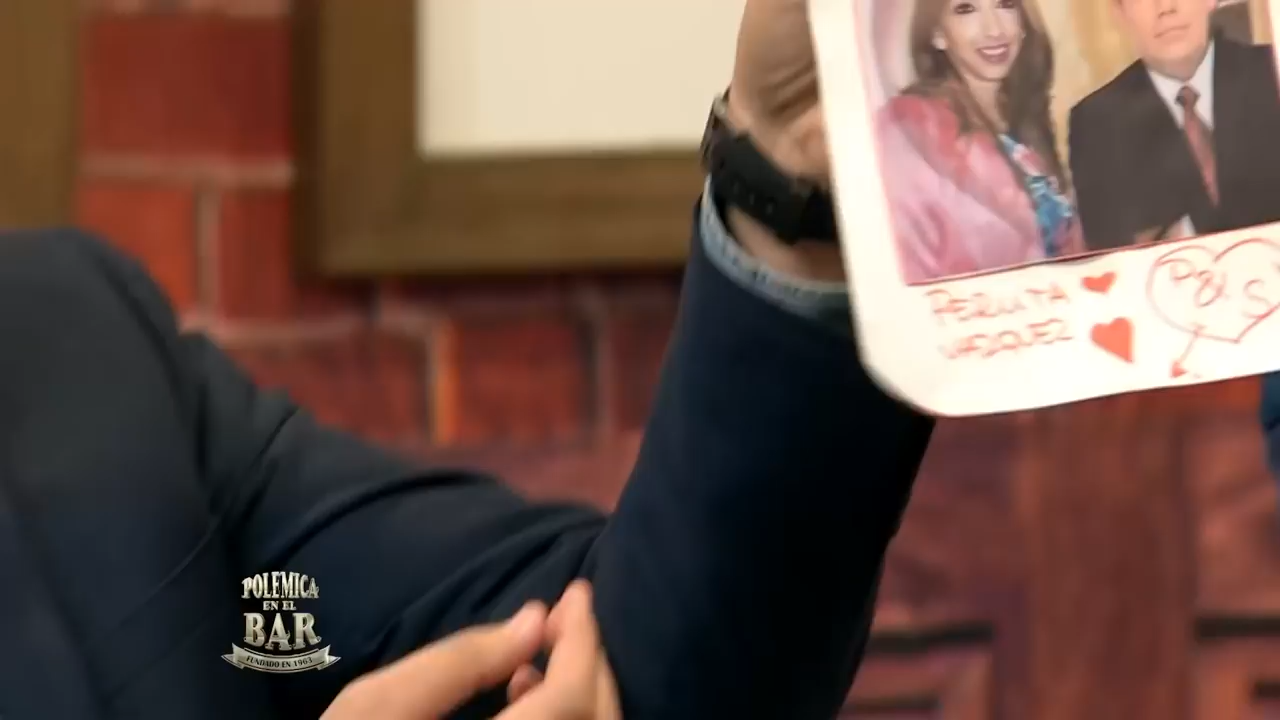 PERLITA
VAZQUEZ
P&S
POLEMICA
EN EL
BAR
FUNDADO EN 1963